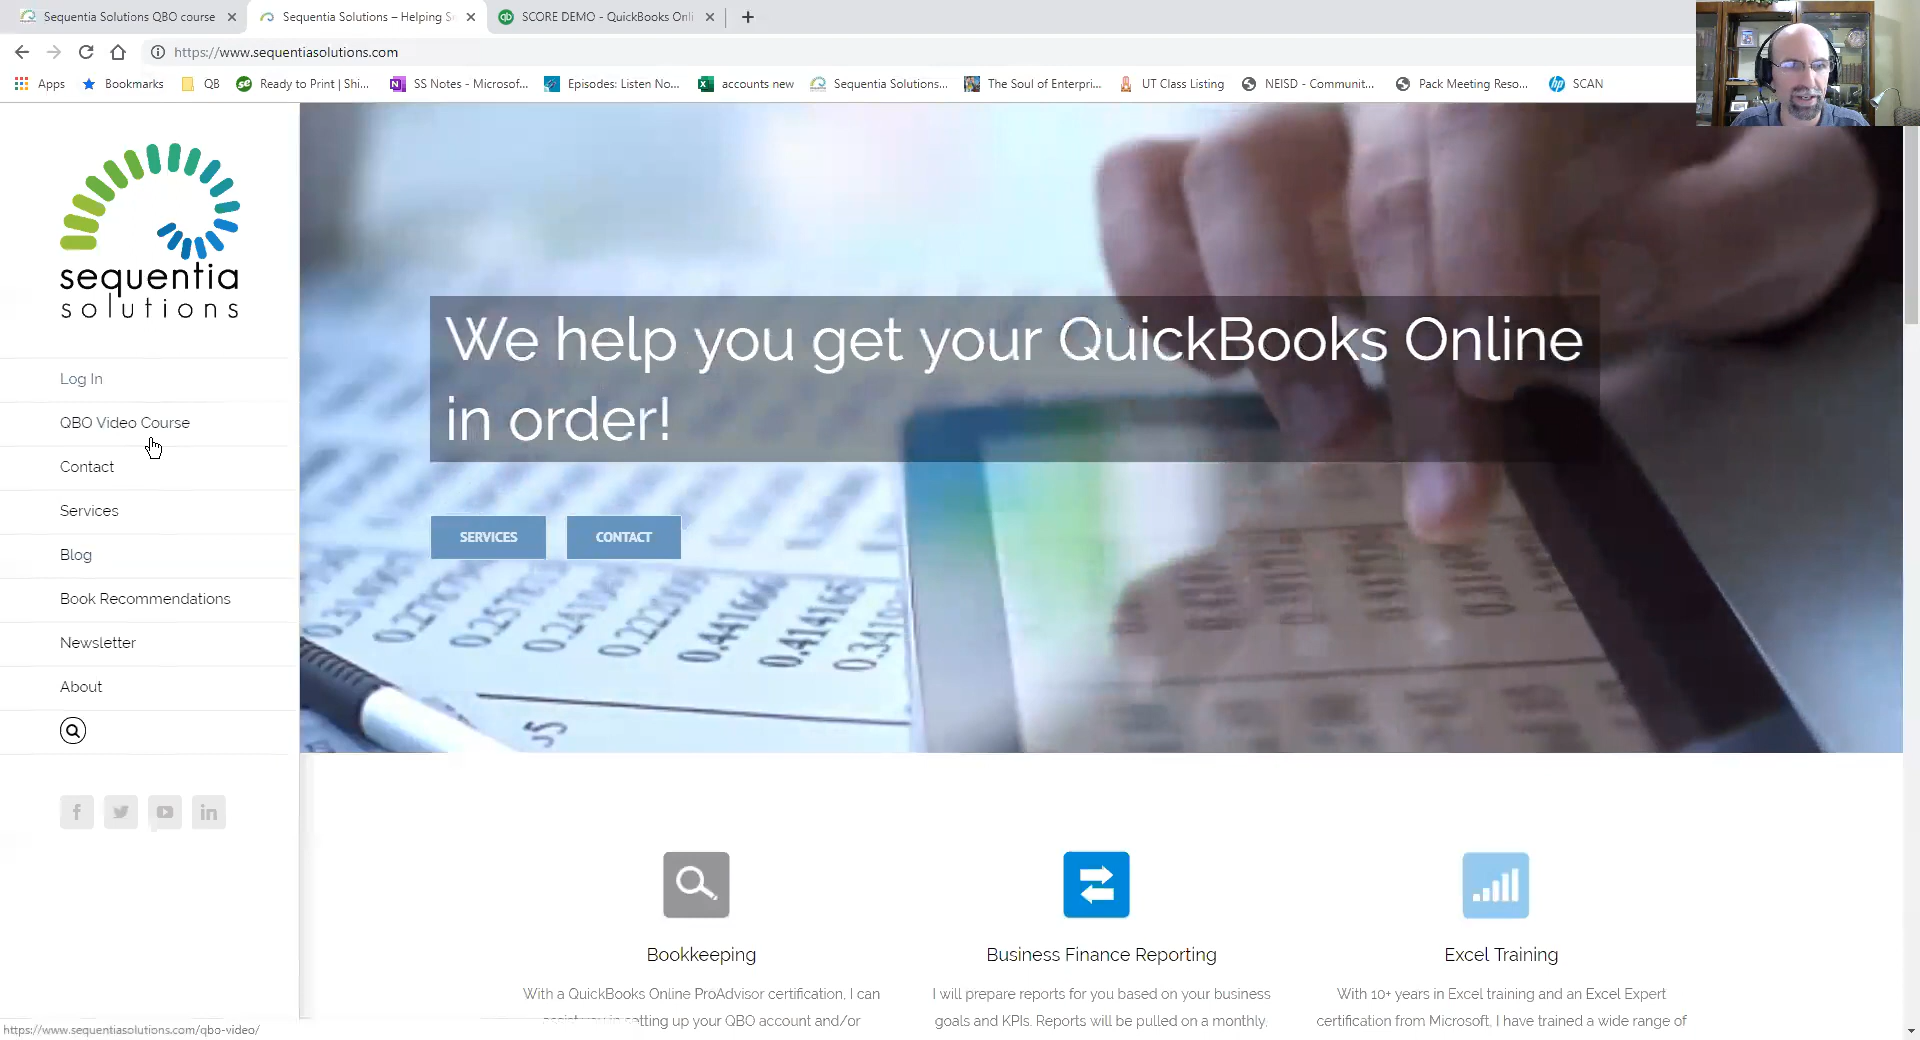 Sequentia Solutions QBO course
Sequentia Solutions – Helping S
SCORE DEMO - QuickBooks Onli
https://www.sequentiasolutions.com
Apps
Bookmarks
QB
Ready to Print | Shi...
SS Notes - Microsof...
Episodes: Listen No...
accounts new
Sequentia Solutions...
The Soul of Enterpri...
UT Class Listing
NEISD - Communit...
Pack Meeting Reso...
SCAN
sequentia
solutions
Log In
QBO Video Course
Contact
Services
Blog
Book Recommendations
Newsletter
About
We help you get your QuickBooks Online
in order!
SERVICES
CONTACT
Bookkeeping
With a QuickBooks Online ProAdvisor certification, I can
setting up your QBO account and/or
Business Finance Reporting
I will prepare reports for you based on your business
goals and KPIs. Reports will be pulled on a monthly,
Excel Training
With 10+ years in Excel training and an Excel Expert
certification from Microsoft, I have trained a wide range of
https://www.sequentiasolutions.com/qbo-video/